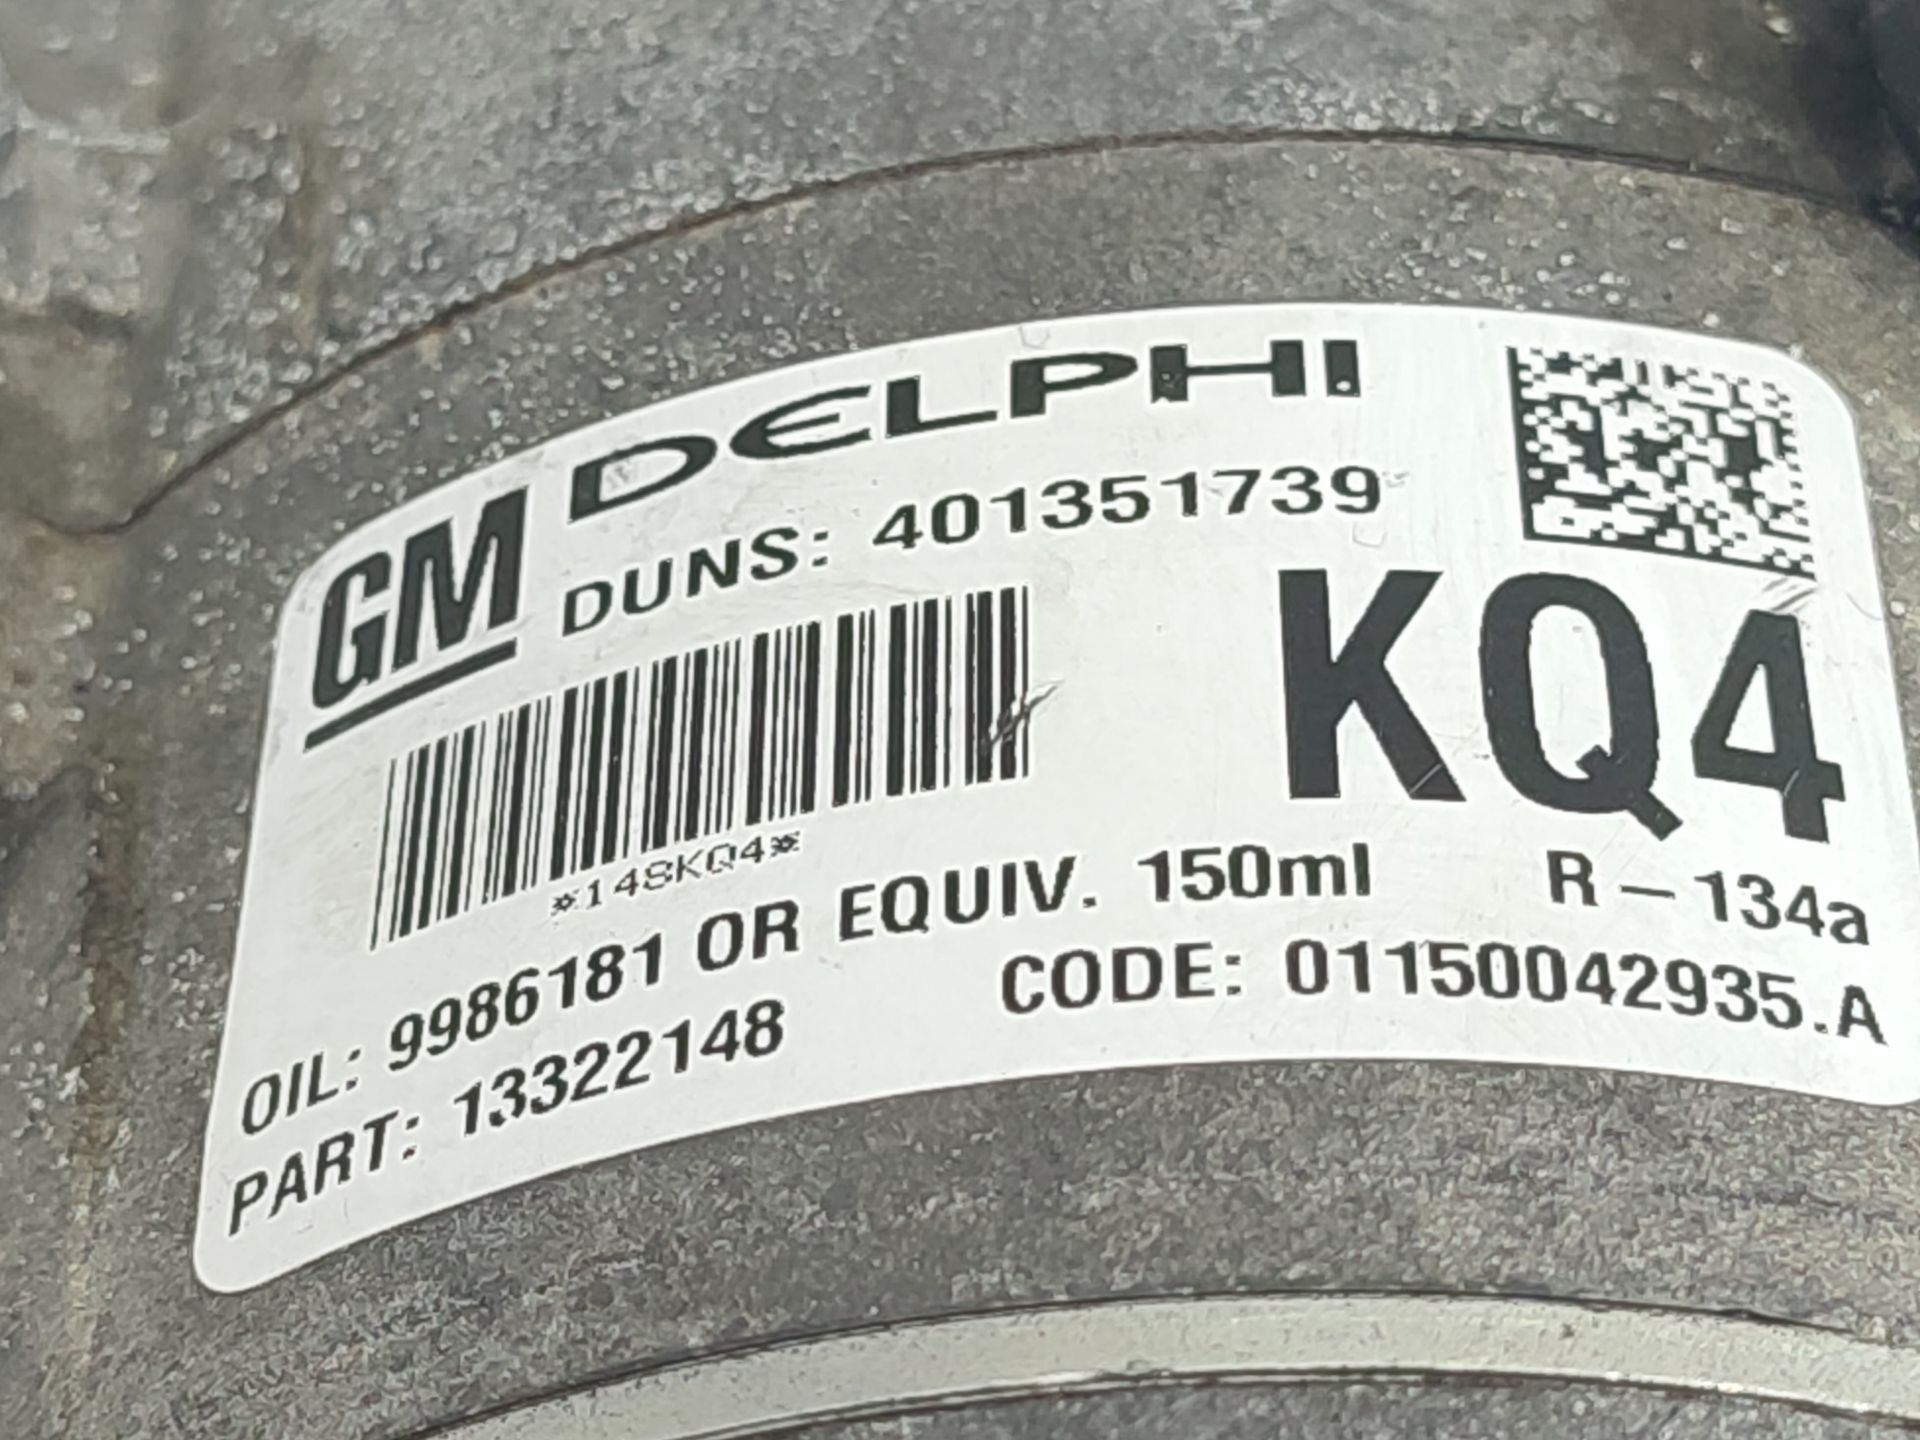 GM DELPHI
DUNS: 401351739
KQ4
*148KQ4*
OIL: 9986181 OR EQUIV. 150ml R-134a
PART: 13322148 CODE: 01150042935.A